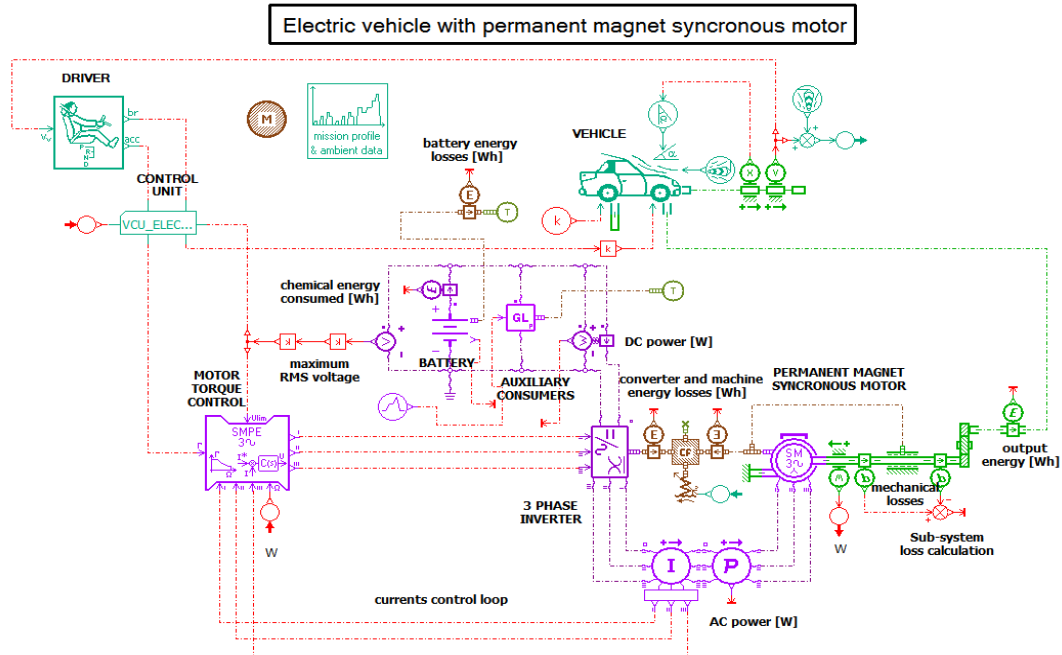 Electric vehicle with permanent magnet syncronous motor
DRIVER
br
acc
M
mission profile
& ambient data
battery energy
losses [Wh]
E
T
VEHICLE
α
x
v
CONTROL
UNIT
VCU_ELEC...
k
k
chemical energy
consumed [Wh]
GL
T
DC power [W]
maximum
RMS voltage
BATTERY
AUXILIARY
CONSUMERS
converter and machine
energy losses [Wh]
PERMANENT MAGNET
SYNCRONOUS MOTOR
MOTOR
TORQUE
CONTROL
Ulim
SMPE
3
I*
C(s)
U
I
Ω
E
E
CF
SM
3
E
output
energy [Wh]
3 PHASE
INVERTER
mechanical
losses
W
W
Sub-system
loss calculation
I
P
currents control loop
AC power [W]